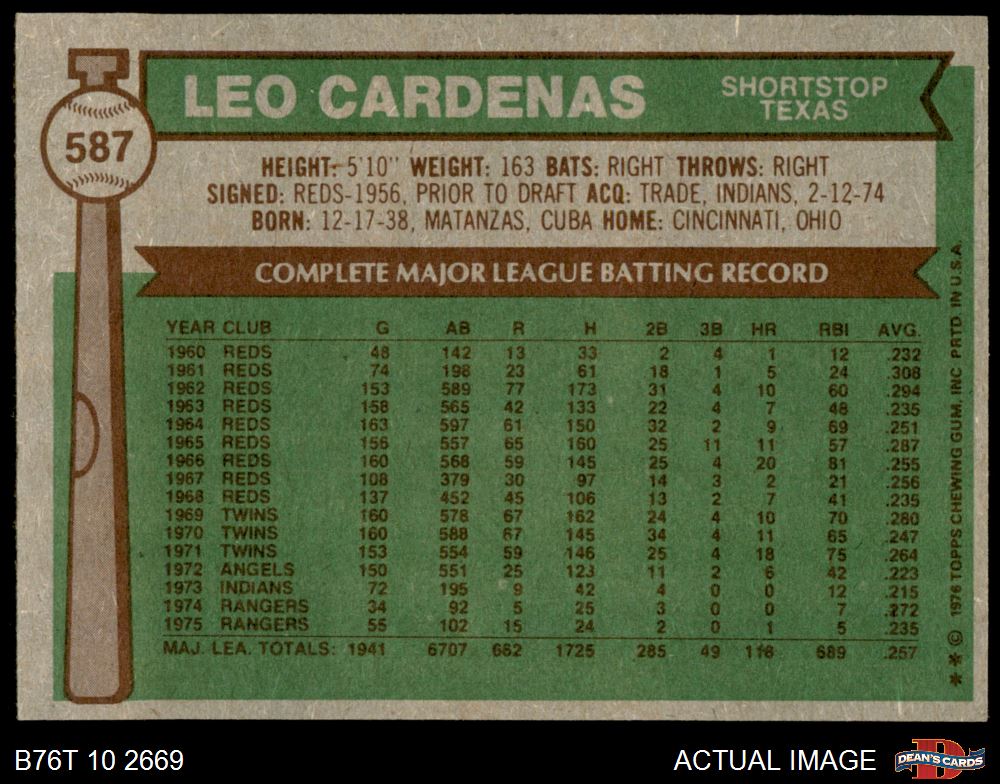 LEO CARDENAS
SHORTSTOP
TEXAS
587
HEIGHT: 5'10" WEIGHT: 163 BATS: RIGHT THROWS: RIGHT
SIGNED: REDS-1956, PRIOR TO DRAFT ACQ: TRADE, INDIANS, 2-12-74
BORN: 12-17-38, MATANZAS, CUBA HOME: CINCINNATI, OHIO
COMPLETE MAJOR LEAGUE BATTING RECORD
YEAR CLUB G AB R H 2B 3B HR RBI AVG.
1960 REDS 48 142 13 33 2 4 1 12 .232
1961 REDS 74 198 23 61 18 1 5 24 .308
1962 REDS 153 589 77 173 31 4 10 60 .294
1963 REDS 158 565 42 133 22 4 7 48 .235
1964 REDS 163 597 61 150 32 2 9 69 .251
1965 REDS 156 557 65 160 25 11 11 57 .287
1966 REDS 160 568 59 145 25 4 20 81 .255
1967 REDS 108 379 30 97 14 3 2 21 .256
1968 REDS 137 452 45 106 13 2 7 41 .235
1969 TWINS 160 578 67 162 24 4 10 70 .280
1970 TWINS 160 588 67 145 34 4 11 65 .247
1971 TWINS 153 554 59 146 25 4 18 75 .264
1972 ANGELS 150 551 25 123 11 2 6 42 .223
1973 INDIANS 72 195 9 42 4 0 0 12 .215
1974 RANGERS 34 92 5 25 3 0 0 7 .272
1975 RANGERS 55 102 15 24 2 0 1 5 .235
MAJ. LEA. TOTALS: 1941 6707 662 1725 285 49 118 689 .257
** © 1976 TOPPS CHEWING GUM, INC PRTD. IN U.S.A.
B76T 10 2669
ACTUAL IMAGE
DEAN'S CARDS